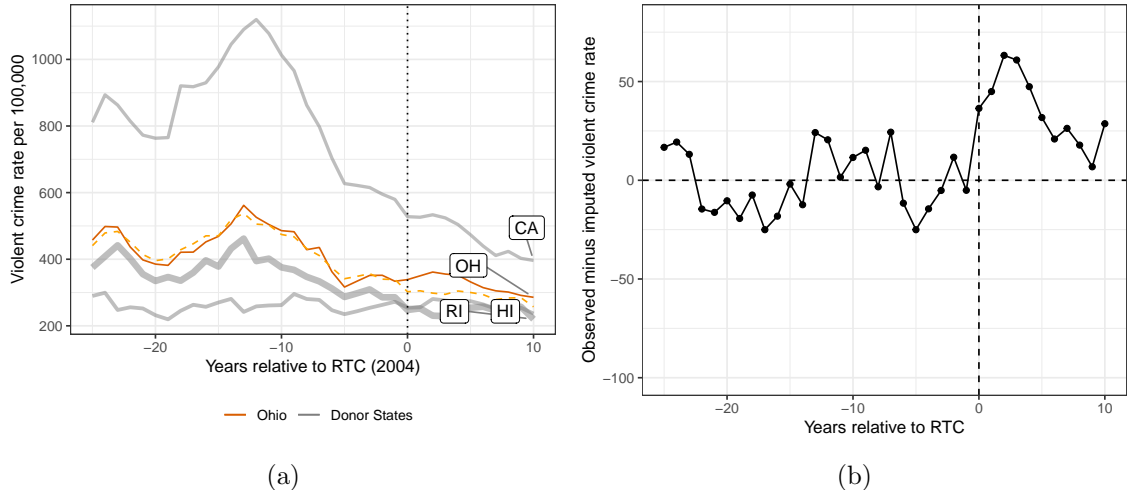 Violent crime rate per 100,000
1000
800
600
400
200
CA
OH
RI
HI
−20
−10
0
10
Years relative to RTC (2004)
Ohio
Donor States
(a)
Observed minus imputed violent crime rate
50
0
−50
−100
−20
−10
0
10
Years relative to RTC
(b)